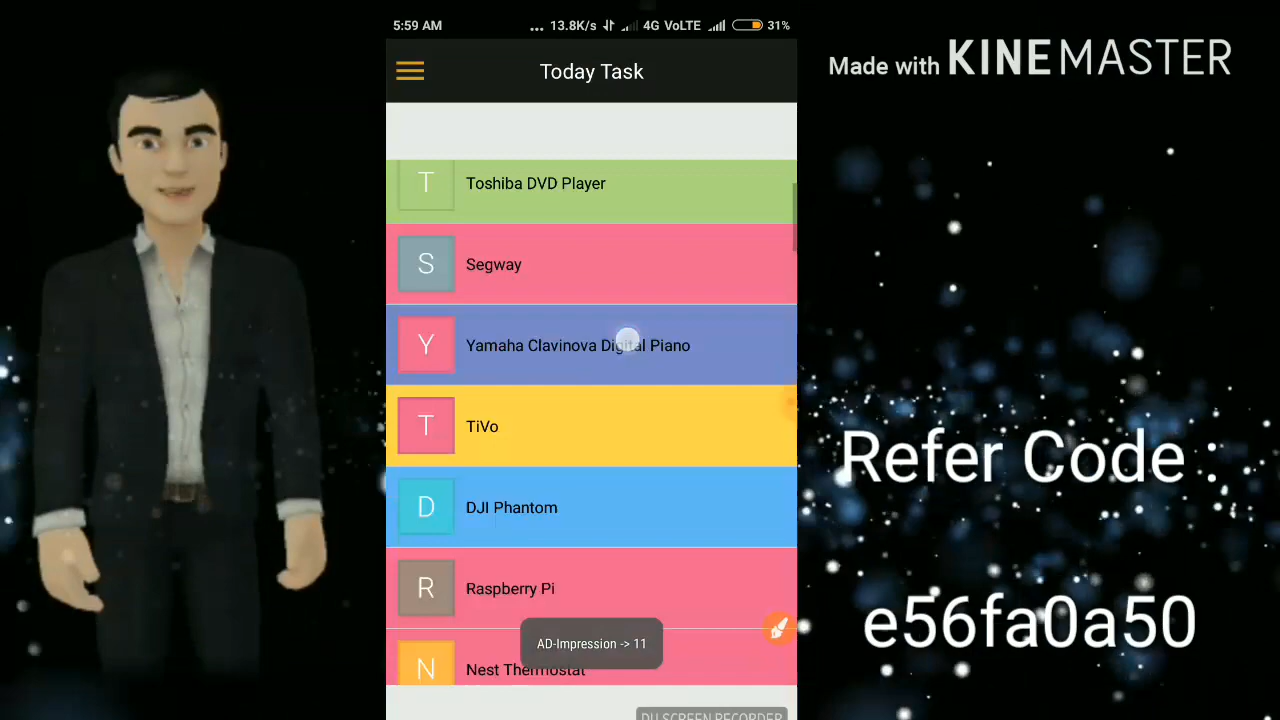 5:59 AM ... 13.8K/s 4G VoLTE 31%
Made with KINEMASTER
Today Task
T Toshiba DVD Player
S Segway
Y Yamaha Clavinova Digital Piano
T TiVo
Refer Code :
D DJI Phantom
R Raspberry Pi
e56fa0a50
AD-Impression -> 11
N Nest Thermostat
DU SCREEN RECORDER